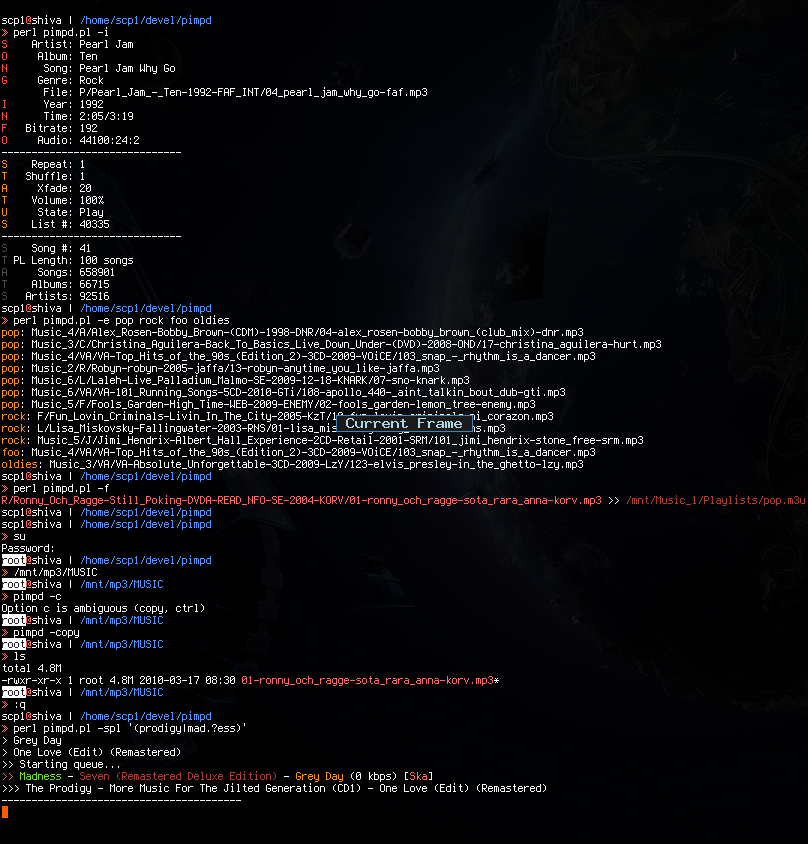 scp1@shiva | /home/scp1/devel/pimpd
» perl pimpd.pl -i
S Artist: Pearl Jam
O Album: Ten
N Song: Pearl Jam Why Go
G Genre: Rock
File: P/Pearl_Jam_-_Ten-1992-FAF_INT/04_pearl_jam_why_go-faf.mp3
I Year: 1992
N Time: 2:05/3:19
F Bitrate: 192
O Audio: 44100:24:2
------------------------------
S Repeat: 1
T Shuffle: 1
A Xfade: 20
T Volume: 100%
U State: Play
S List #: 40335
------------------------------
S Song #: 41
T PL Length: 100 songs
A Songs: 658901
T Albums: 66715
S Artists: 92516
scp1@shiva | /home/scp1/devel/pimpd
» perl pimpd.pl -e pop rock foo oldies
pop: Music_4/A/Alex_Rosen-Bobby_Brown-(CDM)-1998-DNR/04-alex_rosen-bobby_brown_(club_mix)-dnr.mp3
pop: Music_3/C/Christina_Aguilera-Back_To_Basics_Live_Down_Under-(DVD)-2008-OND/17-christina_aguilera-hurt.mp3
pop: Music_4/VA/VA-Top_Hits_of_the_90s_(Edition_2)-3CD-2009-VOiCE/103_snap_-_rhythm_is_a_dancer.mp3
pop: Music_2/R/Robyn-robyn-2005-jaffa/13-robyn-anytime_you_like-jaffa.mp3
pop: Music_6/L/Laleh-Live_Palladium_Malmo-SE-2009-12-18-KNARK/07-sno-knark.mp3
pop: Music_6/VA/VA-101_Running_Songs-5CD-2010-GTi/108-apollo_440-_aint_talkin_bout_dub-gti.mp3
pop: Music_5/F/Fools_Garden-High_Time-WEB-2009-ENEMY/02-fools_garden-lemon_tree-enemy.mp3
rock: F/Fun_Lovin_Criminals-Livin_In_The_City-2005-KzT/10-fun_lovin_criminals-mi_corazon.mp3
Current Frame
rock: L/Lisa_Miskovsky-Fallingwater-2003-RNS/01-lisa_mis
rock: Music_5/J/Jimi_Hendrix-Albert_Hall_Experience-2CD-Retail-2001-SRM/101_jimi_hendrix-stone_free-srm.mp3
foo: Music_4/VA/VA-Top_Hits_of_the_90s_(Edition_2)-3CD-2009-VOiCE/103_snap_-_rhythm_is_a_dancer.mp3
oldies: Music_3/VA/VA-Absolute_Unforgettable-3CD-2009-LzY/123-elvis_presley-in_the_ghetto-lzy.mp3
scp1@shiva | /home/scp1/devel/pimpd
» perl pimpd.pl -f
R/Ronny_Och_Ragge-Still_Poking-DVDA-READ_NFO-SE-2004-KORV/01-ronny_och_ragge-sota_rara_anna-korv.mp3 >> /mnt/Music_1/Playlists/pop.m3u
scp1@shiva | /home/scp1/devel/pimpd
scp1@shiva | /home/scp1/devel/pimpd
» su
Password:
root@shiva | /home/scp1/devel/pimpd
» /mnt/mp3/MUSIC
root@shiva | /mnt/mp3/MUSIC
» pimpd -c
Option c is ambiguous (copy, ctrl)
root@shiva | /mnt/mp3/MUSIC
» pimpd -copy
root@shiva | /mnt/mp3/MUSIC
» ls
total 4.8M
-rwxr-xr-x 1 root 4.8M 2010-03-17 08:30 01-ronny_och_ragge-sota_rara_anna-korv.mp3*
root@shiva | /mnt/mp3/MUSIC
» :q
scp1@shiva | /home/scp1/devel/pimpd
» perl pimpd.pl -spl '(prodigy|mad.?ess)'
> Grey Day
> One Love (Edit) (Remastered)
>> Starting queue...
>> Madness - Seven (Remastered Deluxe Edition) - Grey Day (0 kbps) [Ska]
>>> The Prodigy - More Music For The Jilted Generation (CD1) - One Love (Edit) (Remastered)
----------------------------------------